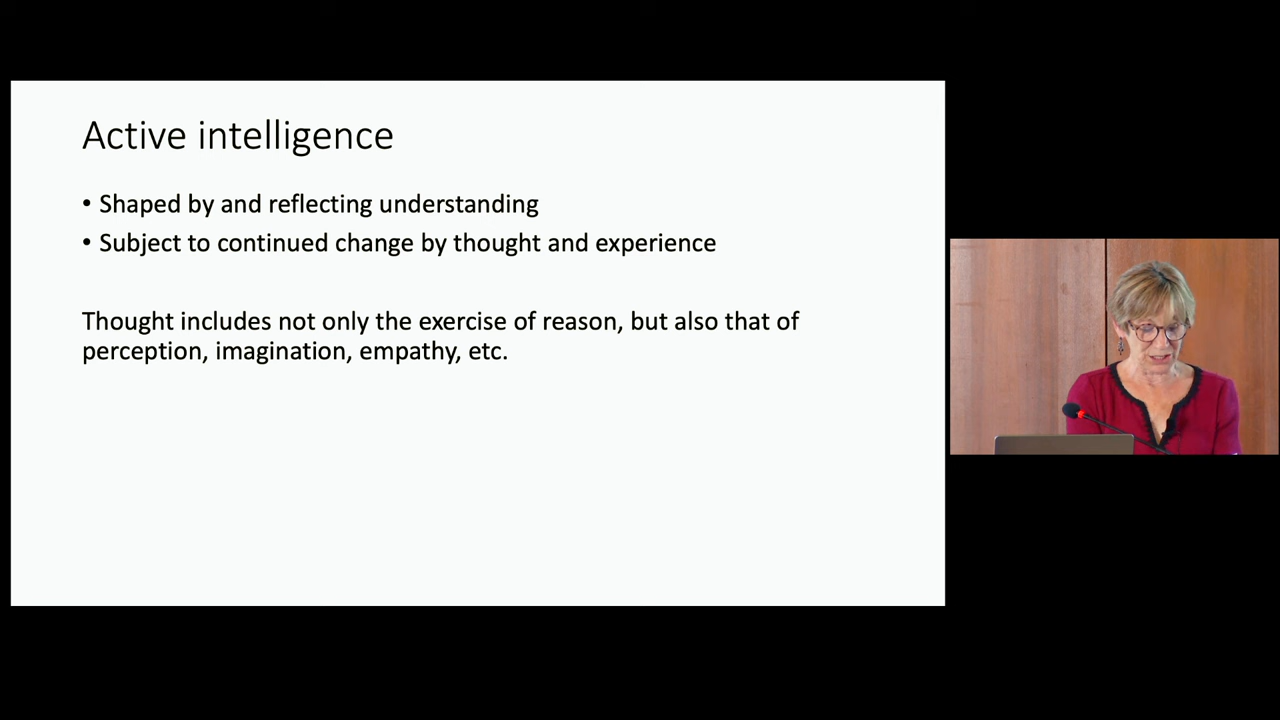 Active intelligence
• Shaped by and reflecting understanding
• Subject to continued change by thought and experience
Thought includes not only the exercise of reason, but also that of
perception, imagination, empathy, etc.